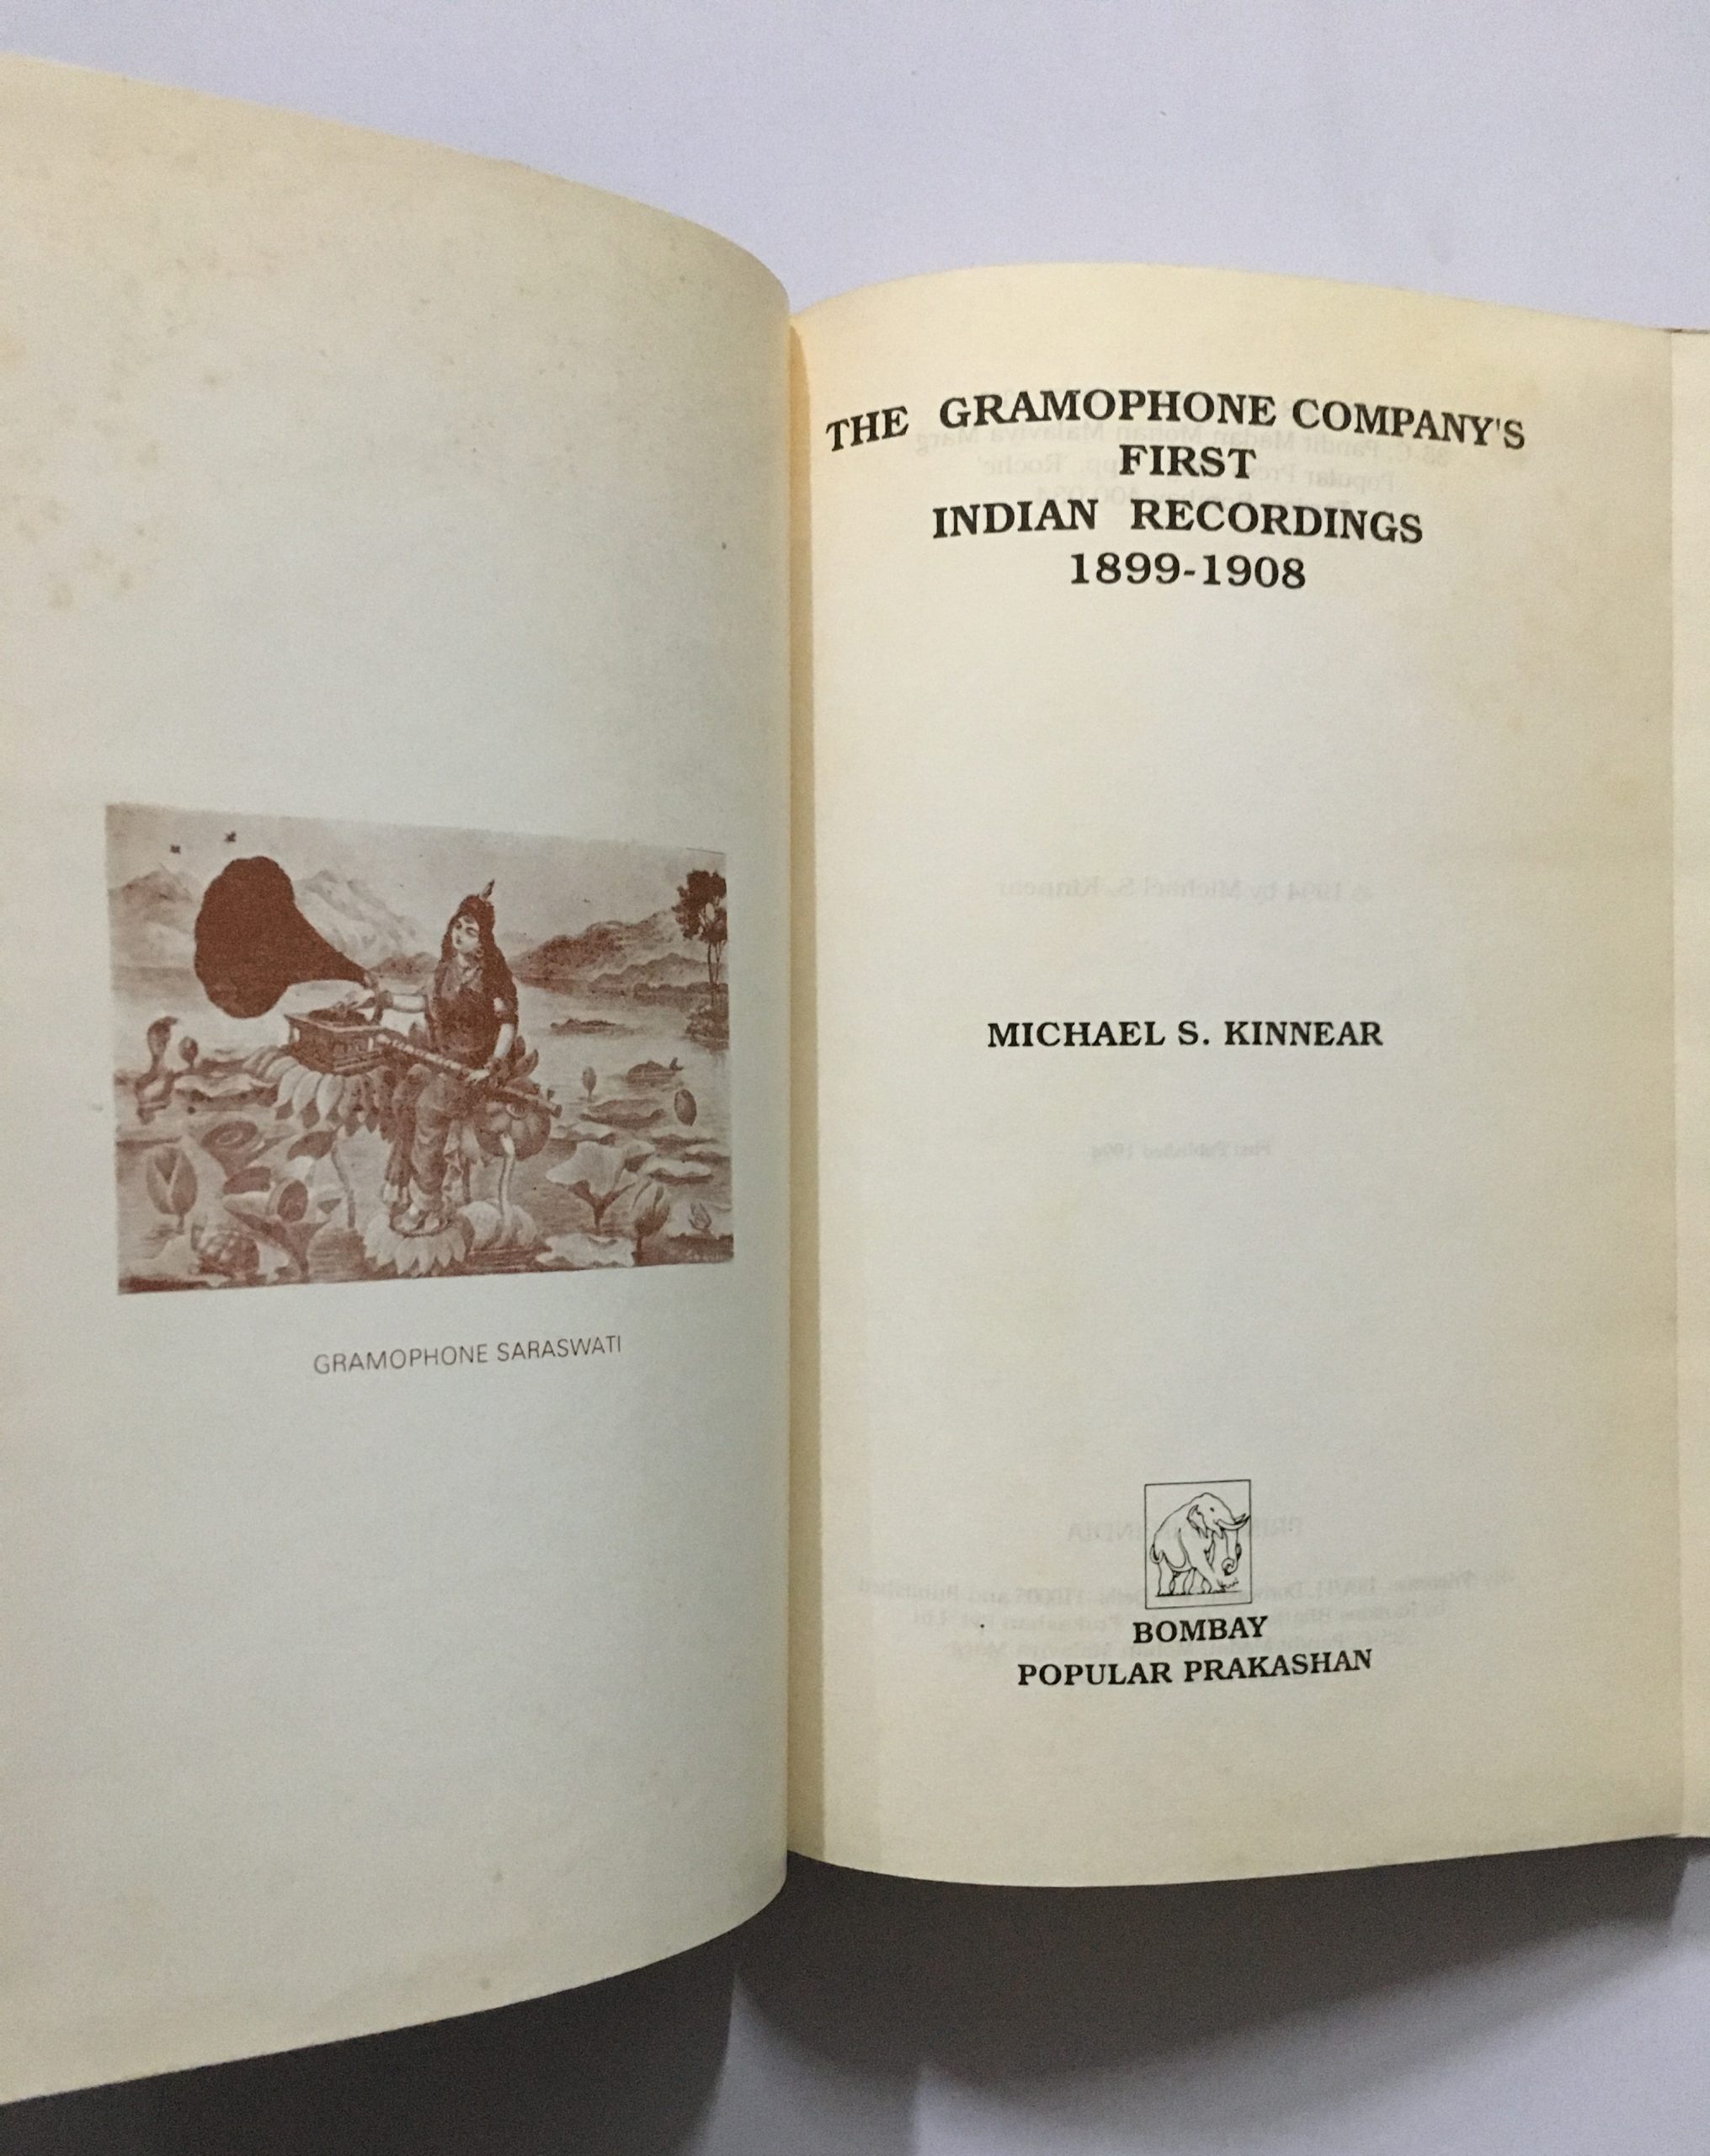 GRAMOPHONE SARASWATI
THE GRAMOPHONE COMPANY'S
FIRST
INDIAN RECORDINGS
1899-1908
MICHAEL S. KINNEAR
BOMBAY
POPULAR PRAKASHAN